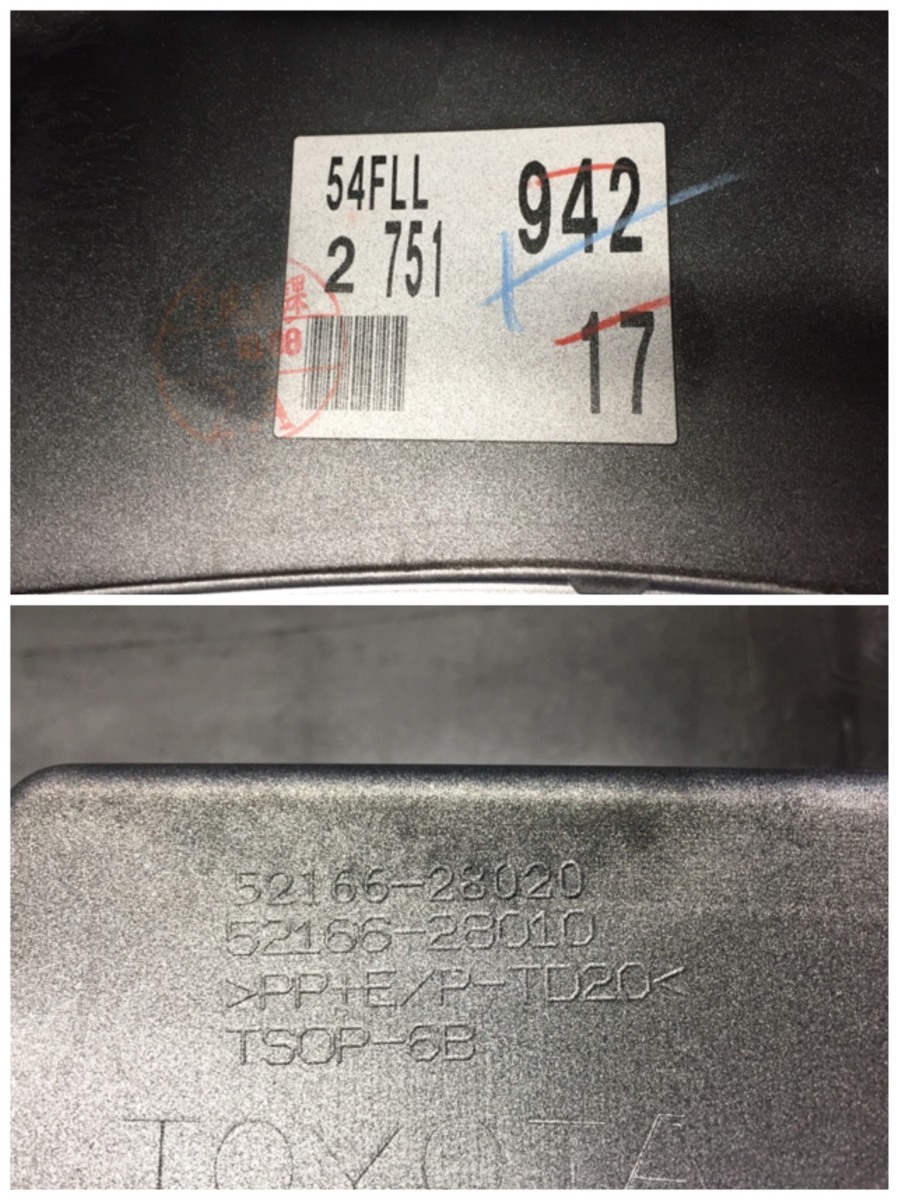 54FLL
942
2 751
17
52166-28020
52166-28010
>PP+E/P-TD20<
TSOP-6B
TOYOTA